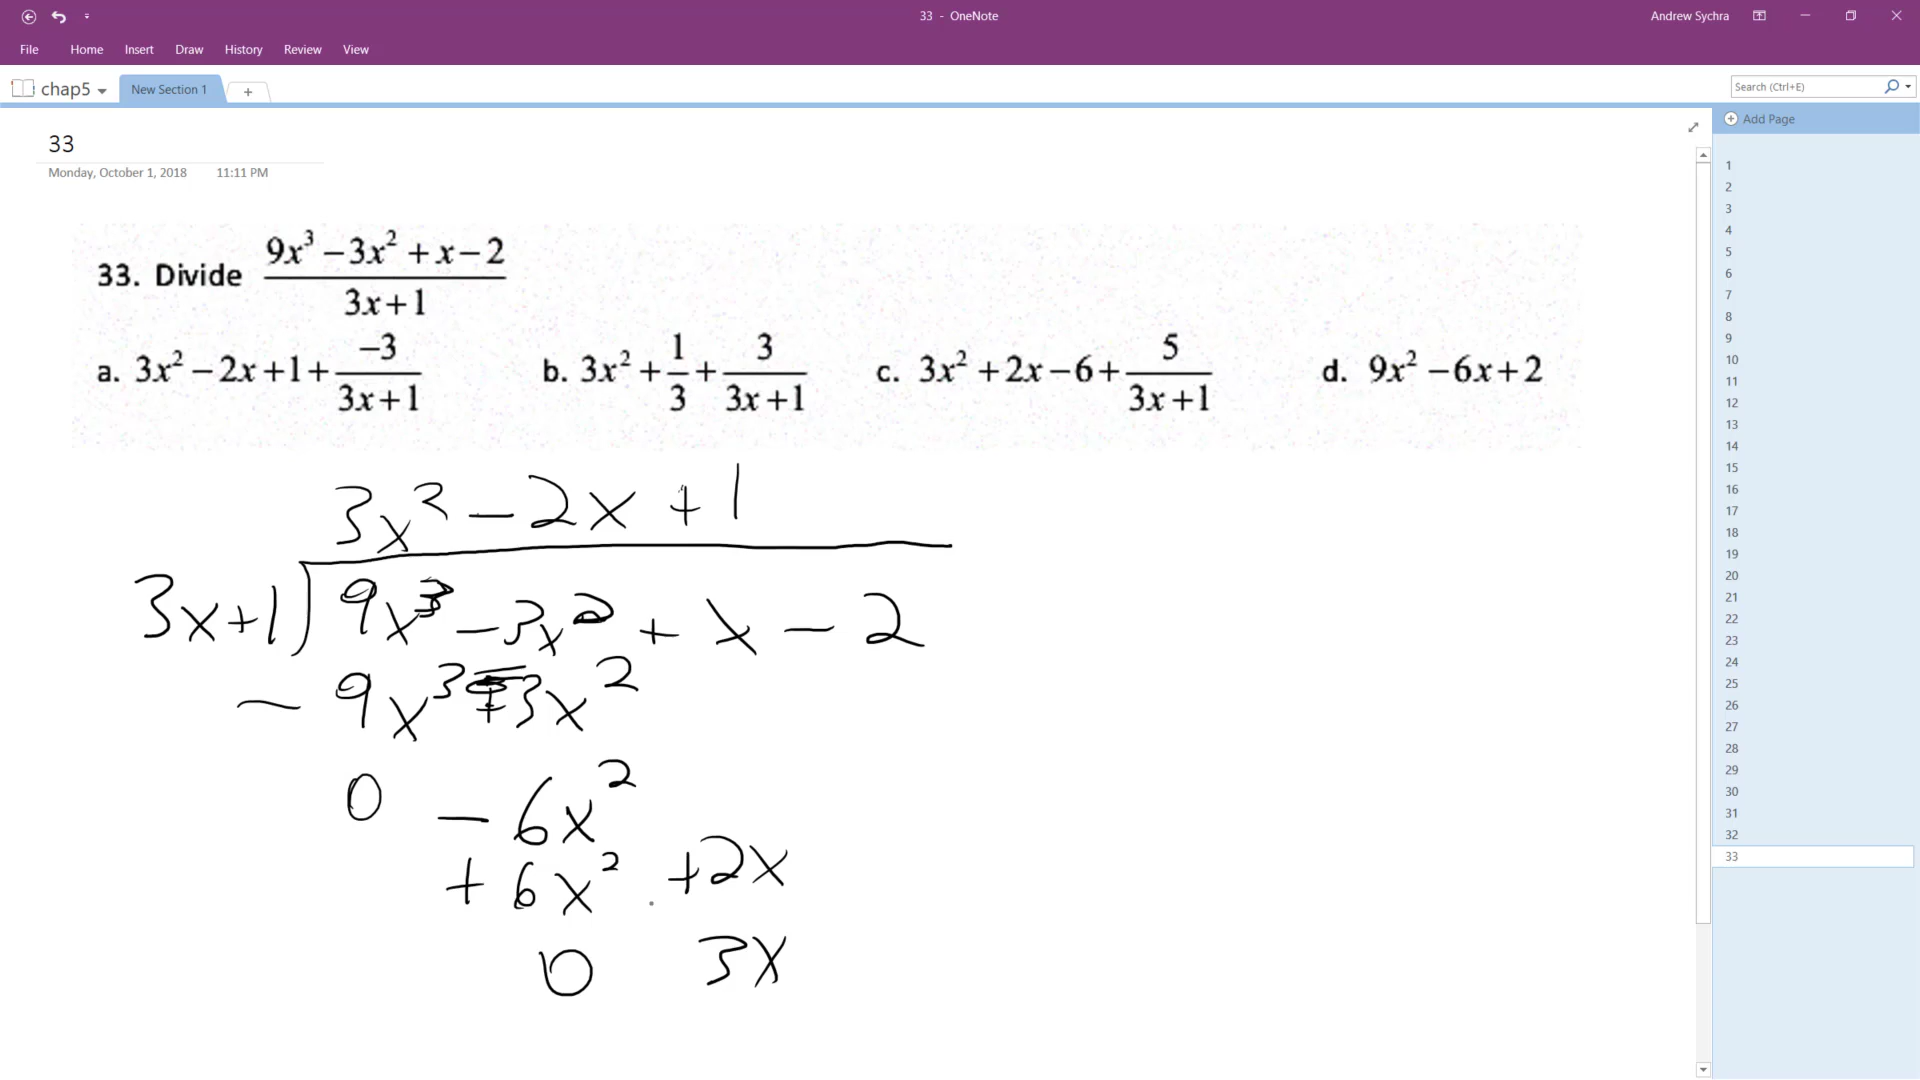 33 - OneNote
Andrew Sychra
File Home Insert Draw History Review View
chap5
New Section 1
+
Search (Ctrl+E)
Add Page
33
Monday, October 1, 2018 11:11 PM
33. Divide (9x³ − 3x² + x − 2)/(3x + 1)
a. 3x² − 2x + 1 + −3/(3x + 1) b. 3x² + 1/3 + 3/(3x + 1) c. 3x² + 2x − 6 + 5/(3x + 1) d. 9x² − 6x + 2
3x² − 2x + 1
3x+1 9x³ − 3x² + x − 2
− 9x³ + 3x²
0 − 6x²
+ 6x² + 2x
0 3x
1
2
3
4
5
6
7
8
9
10
11
12
13
14
15
16
17
18
19
20
21
22
23
24
25
26
27
28
29
30
31
32
33